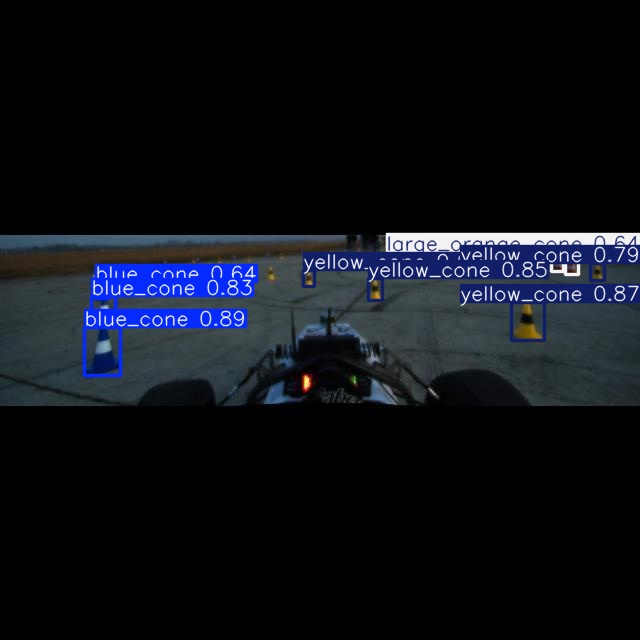 large_orange_cone 0.64
yellow_cone 0.79
yellow_cone 0.
yellow_cone 0.85
blue_cone 0.64
blue_cone 0.83
yellow_cone 0.87
blue_cone 0.89